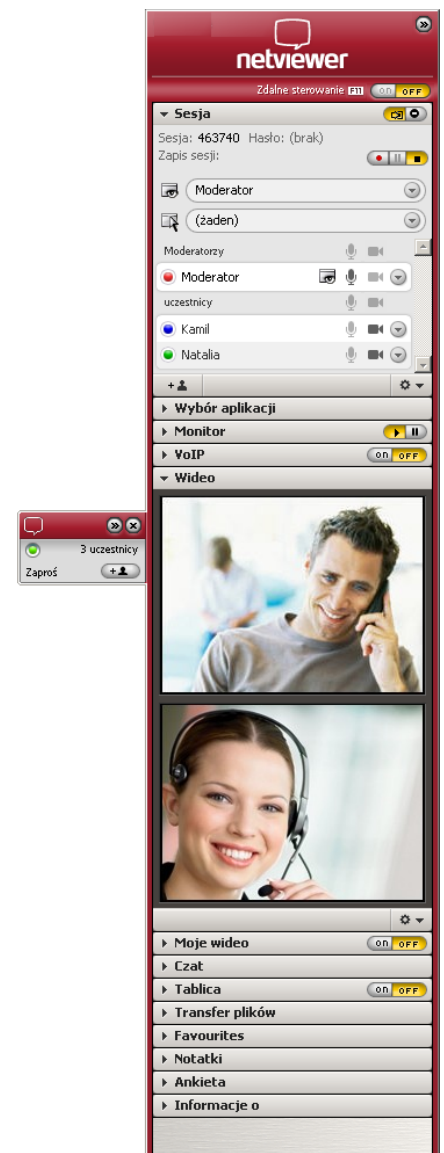 netviewer
Zdalne sterowanie F11 on OFF
Sesja
Sesja: 463740 Hasło: (brak)
Zapis sesji:
Moderator
(żaden)
Moderatorzy
Moderator
uczestnicy
Kamil
Natalia
Wybór aplikacji
Monitor
VoIP on OFF
Wideo
3 uczestnicy
Zaproś
Moje wideo on OFF
Czat
Tablica on OFF
Transfer plików
Favourites
Notatki
Ankieta
Informacje o